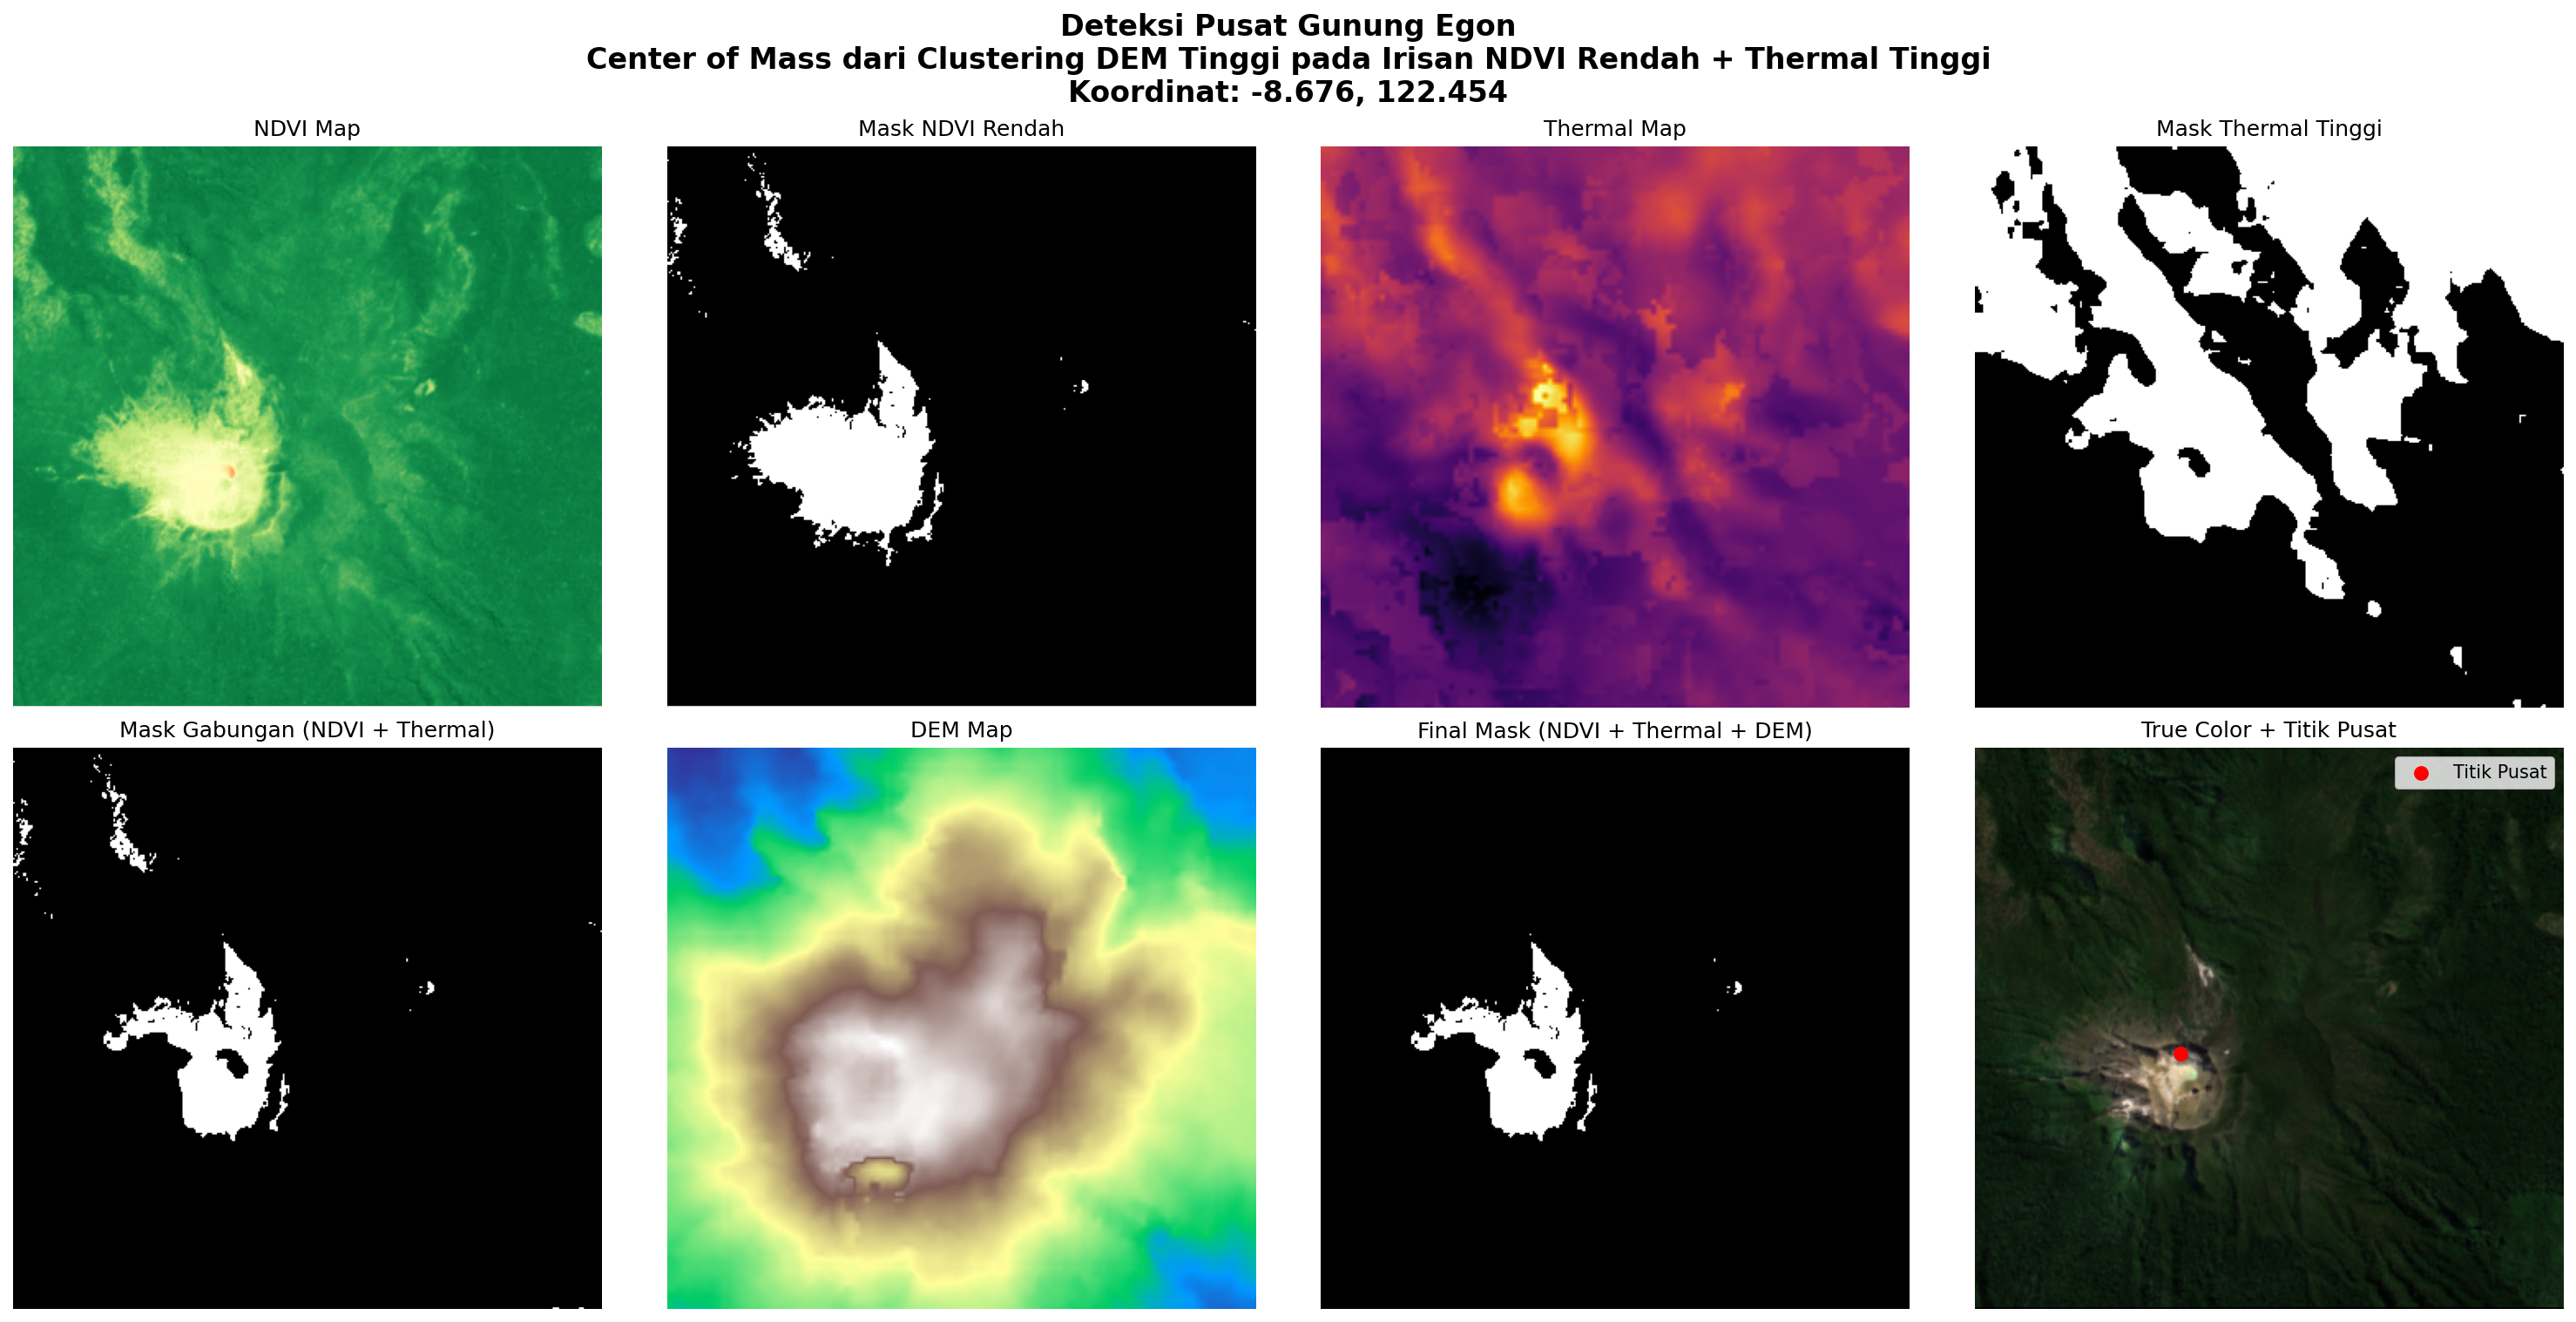 Deteksi Pusat Gunung Egon
Center of Mass dari Clustering DEM Tinggi pada Irisan NDVI Rendah + Thermal Tinggi
Koordinat: -8.676, 122.454
NDVI Map
Mask NDVI Rendah
Thermal Map
Mask Thermal Tinggi
Mask Gabungan (NDVI + Thermal)
DEM Map
Final Mask (NDVI + Thermal + DEM)
True Color + Titik Pusat
Titik Pusat